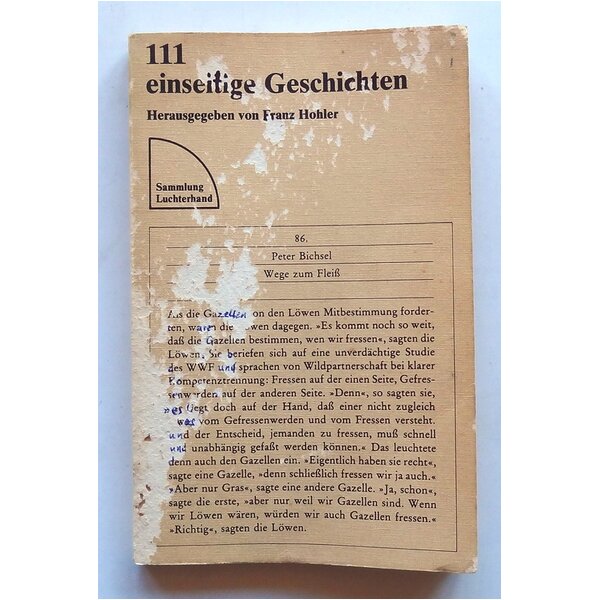 111
einseitige Geschichten
Herausgegeben von Franz Hohler
Sammlung
Luchterhand
86.
Peter Bichsel
Wege zum Fleiß
Als die Gazellen von den Löwen Mitbestimmung forder-
ten, waren die Löwen dagegen. »Es kommt noch so weit,
daß die Gazellen bestimmen, wen wir fressen«, sagten die
Löwen. Sie beriefen sich auf eine unverdächtige Studie
des WWF und sprachen von Wildpartnerschaft bei klarer
Kompetenztrennung: Fressen auf der einen Seite, Gefres-
senwerden auf der anderen Seite. »Denn«, so sagten sie,
»es liegt doch auf der Hand, daß einer nicht zugleich
was vom Gefressenwerden und vom Fressen versteht.
und der Entscheid, jemanden zu fressen, muß schnell
und unabhängig gefaßt werden können.« Das leuchtete
denn auch den Gazellen ein. »Eigentlich haben sie recht«,
sagte eine Gazelle, »denn schließlich fressen wir ja auch.«
»Aber nur Gras«, sagte eine andere Gazelle. »Ja, schon«,
sagte die erste, »aber nur weil wir Gazellen sind. Wenn
wir Löwen wären, würden wir auch Gazellen fressen.«
»Richtig«, sagten die Löwen.